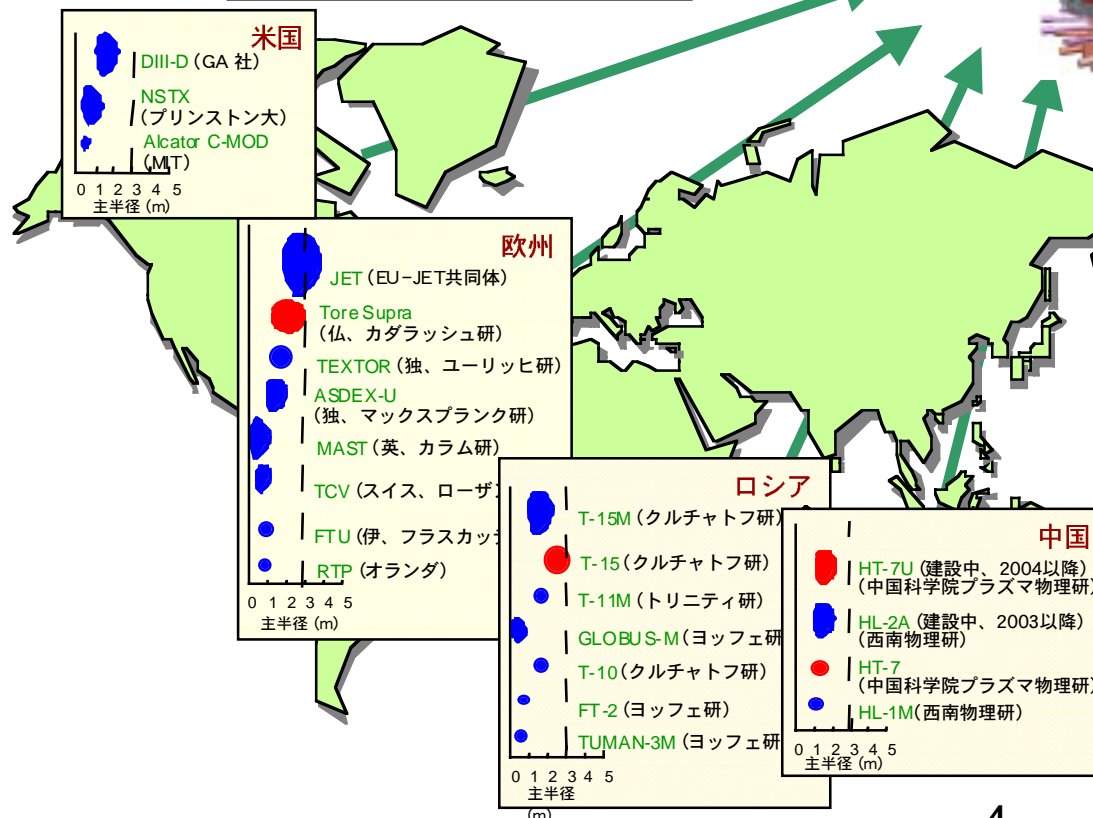 米国
DIII-D (GA 社)
NSTX
(プリンストン大)
Alcator C-MOD
(MIT)
0 1 2 3 4 5
主半径 (m)
欧州
JET (EU-JET共同体)
Tore Supra
(仏、カダラッシュ研)
TEXTOR (独、ユーリッヒ研)
ASDEX-U
(独、マックスプランク研)
MAST (英、カラム研)
TCV (スイス、ローザ
FTU (伊、フラスカッ
RTP (オランダ)
0 1 2 3 4 5
主半径 (m)
ロシア
T-15M (クルチャトフ研)
T-15 (クルチャトフ研)
T-11M (トリニティ研)
GLOBUS-M (ヨッフェ研
T-10 (クルチャトフ研)
FT-2 (ヨッフェ研)
TUMAN-3M (ヨッフェ研
0 1 2 3 4 5
主半径
(m)
中国
HT-7U (建設中、2004以降)
(中国科学院プラズマ物理研)
HL-2A (建設中、2003以降)
(西南物理研)
HT-7
(中国科学院プラズマ物理研)
HL-1M(西南物理研)
0 1 2 3 4 5
主半径 (m)